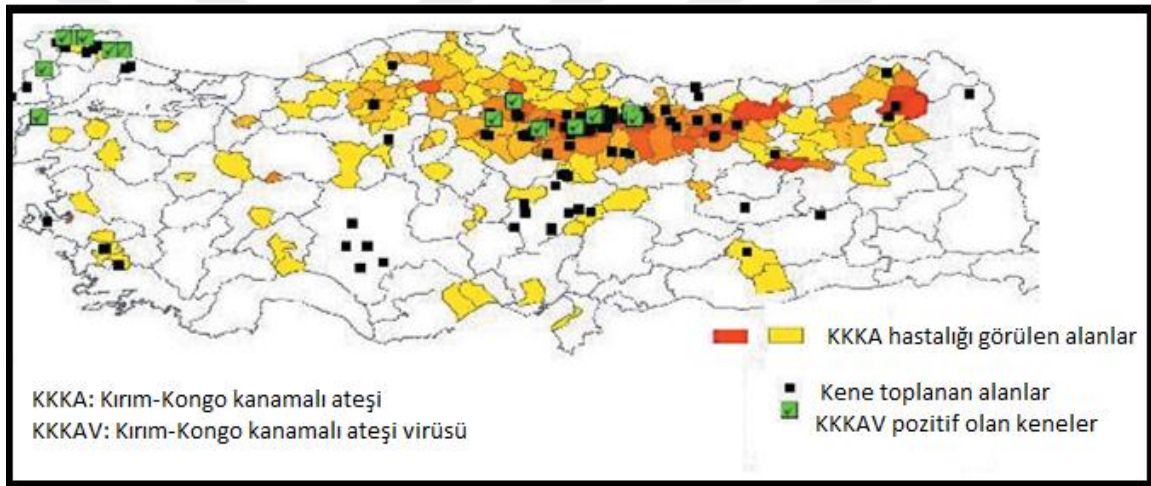 KKKA hastalığı görülen alanlar
Kene toplanan alanlar
KKKAV pozitif olan keneler
KKKA: Kırım-Kongo kanamalı ateşi
KKKAV: Kırım-Kongo kanamalı ateşi virüsü